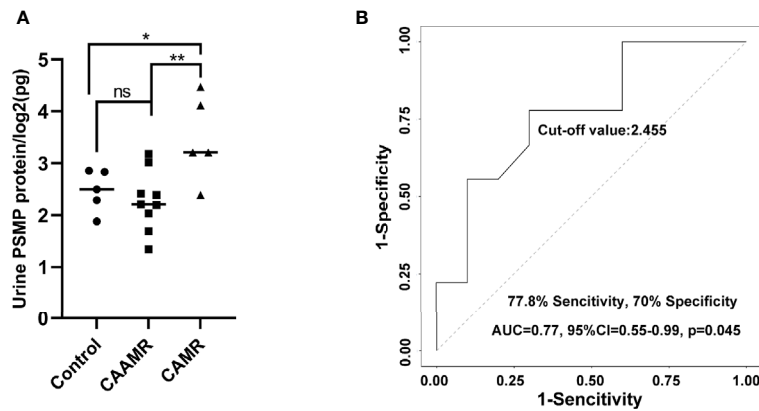 A
Urine PSMP protein/log2(pg)
5
4
3
2
1
0
*
**
ns
Control
CAAMR
CAMR
B
1-Specificity
1.00
0.75
0.50
0.25
0.00
Cut-off value:2.455
77.8% Sencitivity, 70% Specificity
AUC=0.77, 95%CI=0.55-0.99, p=0.045
0.00 0.25 0.50 0.75 1.00
1-Sencitivity